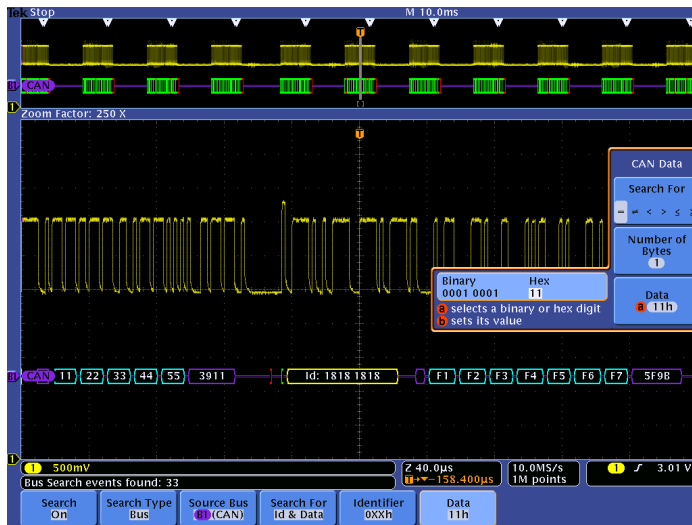 Tek Stop M 10.0ms
T
B1 CAN
1
Zoom Factor: 250 X
T
CAN Data
Search For
= ≠ < > ≤
Number of Bytes
1
Data
a 11h
Binary Hex
0001 0001 11
a selects a binary or hex digit
b sets its value
B1 CAN 11 22 33 44 55 3911 Id: 1818 1818 F1 F2 F3 F4 F5 F6 F7 5F9B
1
1 500mV
Z 40.0µs
T→▼−158.400µs
10.0MS/s
1M points
1 ∫ 3.01 V
Bus Search events found: 33
Search
On
Search Type
Bus
Source Bus
B1 (CAN)
Search For
Id & Data
Identifier
0XXh
Data
11h